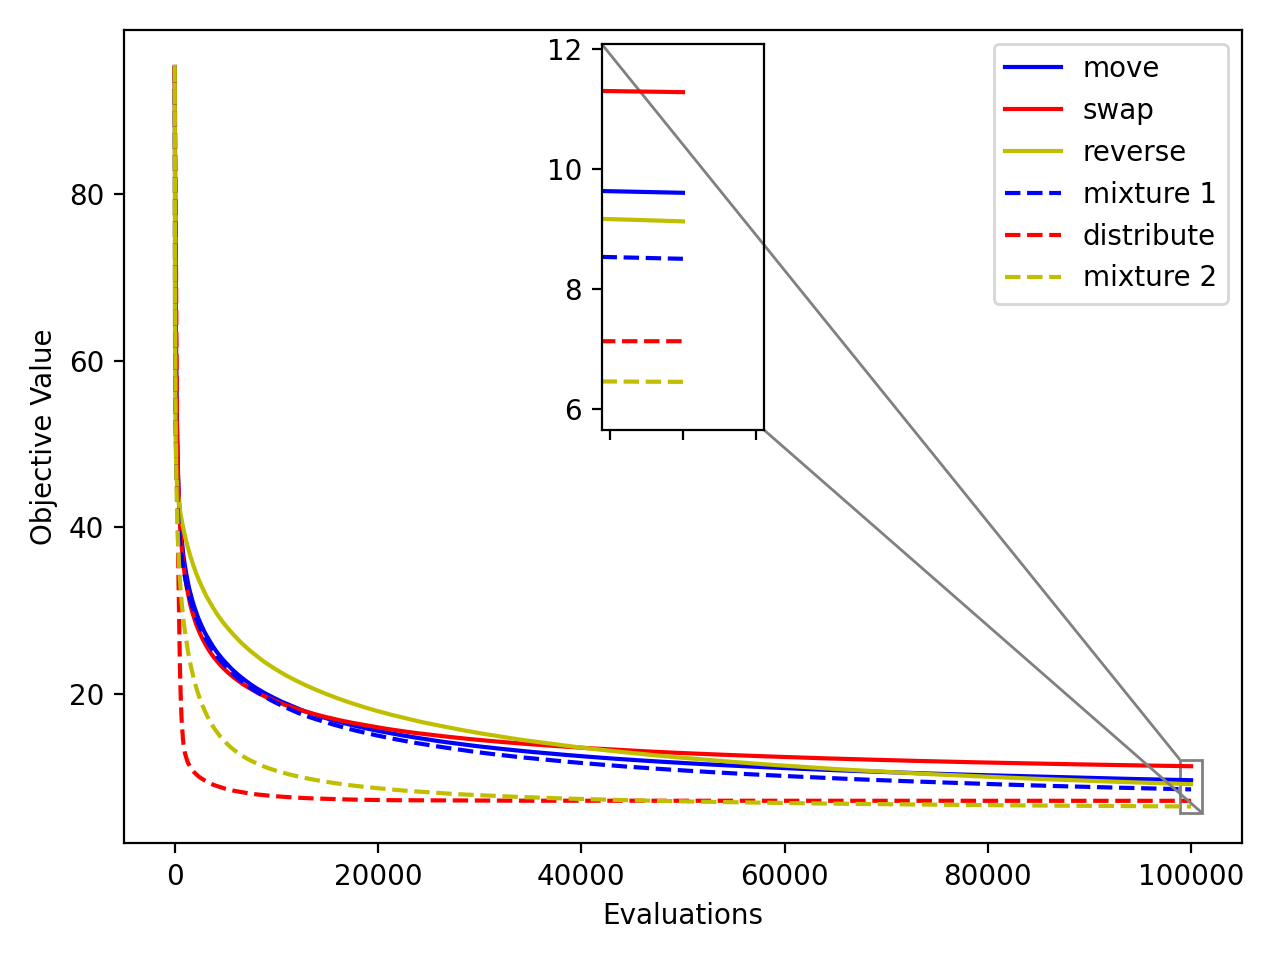 12
10
8
6
move
swap
reverse
mixture 1
distribute
mixture 2
80
60
40
20
Objective Value
0
20000
40000
60000
80000
100000
Evaluations